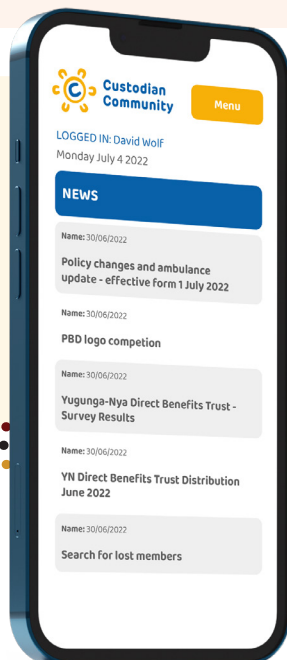 Custodian
Community
Menu
LOGGED IN: David Wolf
Monday July 4 2022
NEWS
Name: 30/06/2022
Policy changes and ambulance
update - effective form 1 July 2022
Name: 30/06/2022
PBD logo competion
Name: 30/06/2022
Yugunga-Nya Direct Benefits Trust -
Survey Results
Name: 30/06/2022
YN Direct Benefits Trust Distribution
June 2022
Name: 30/06/2022
Search for lost members